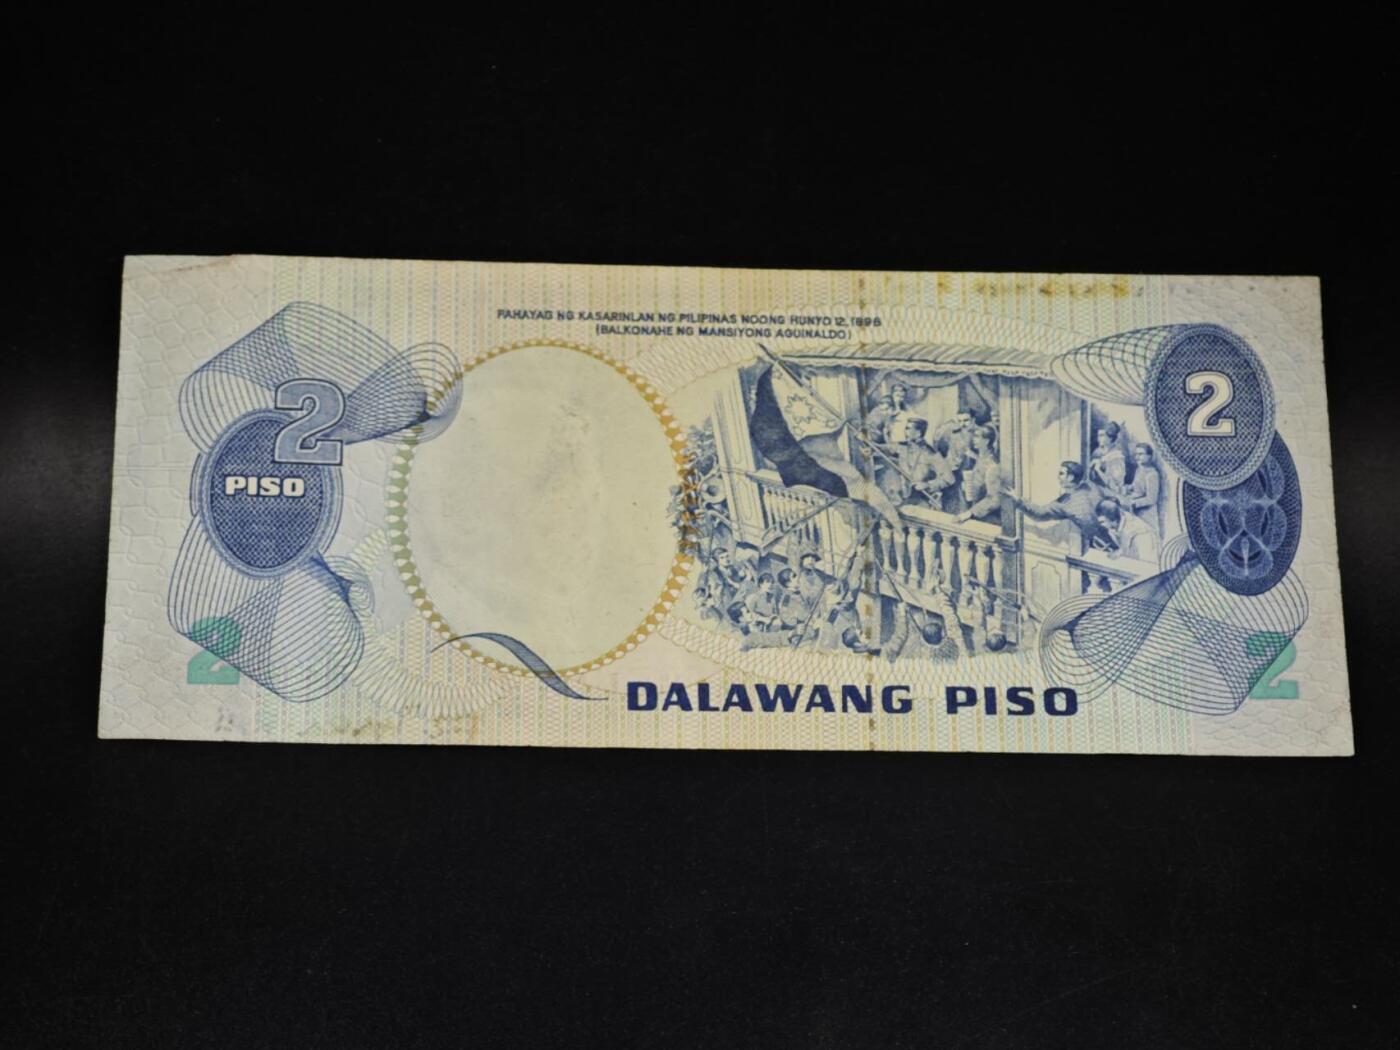 PAHAYAG NG KASARINLAN NG PILIPINAS NOONG HUNYO 12, 1898
(BALKONAHE NG MANSIYONG AGUINALDO)
2
PISO
2
2
DALAWANG PISO
2